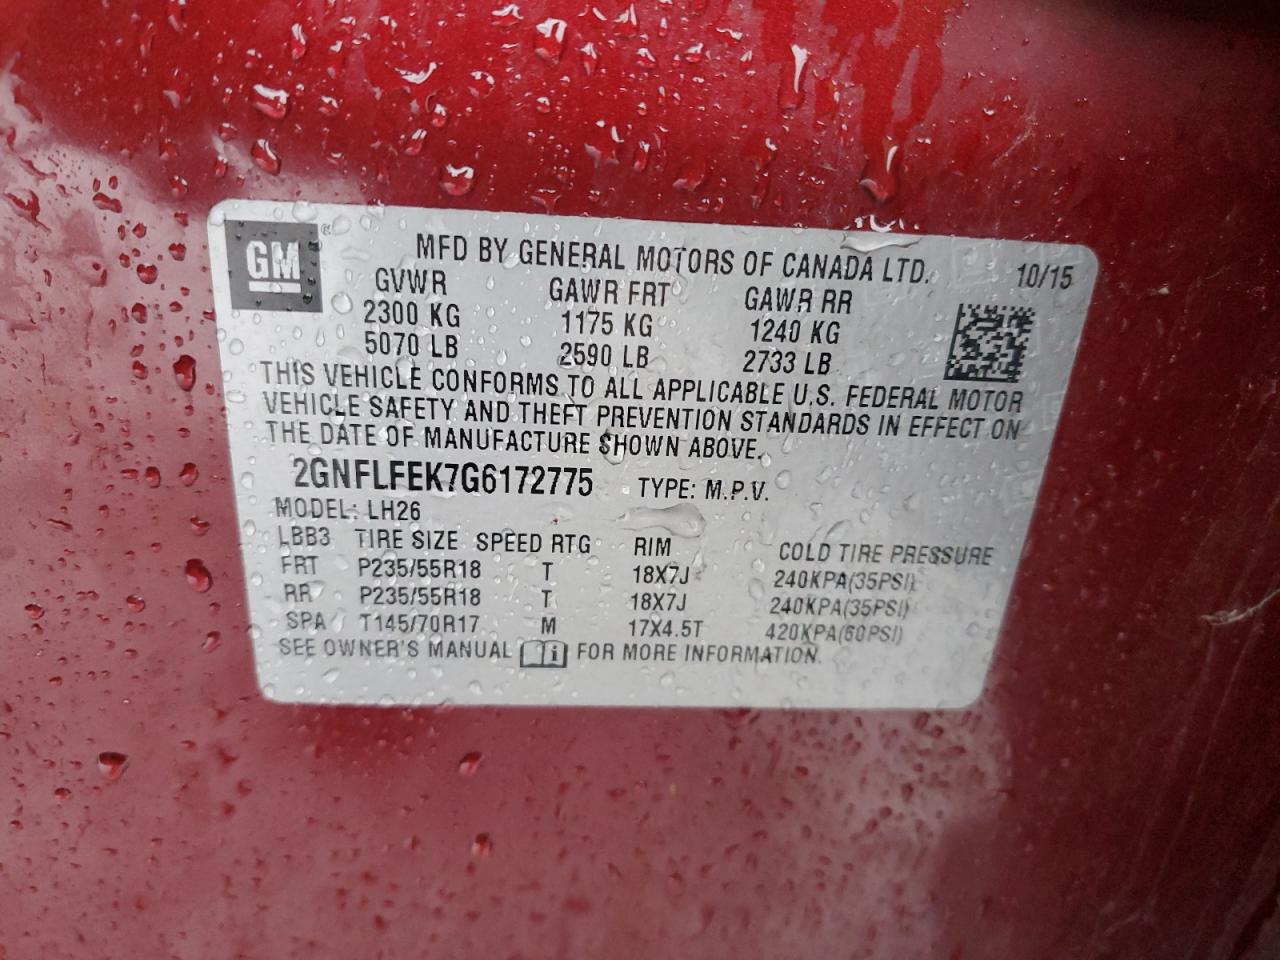 GM®
MFD BY GENERAL MOTORS OF CANADA LTD. 10/15
GVWR GAWR FRT GAWR RR
2300 KG 1175 KG 1240 KG
5070 LB 2590 LB 2733 LB
THIS VEHICLE CONFORMS TO ALL APPLICABLE U.S. FEDERAL MOTOR
VEHICLE SAFETY AND THEFT PREVENTION STANDARDS IN EFFECT ON
THE DATE OF MANUFACTURE SHOWN ABOVE.
2GNFLFEK7G6172775 TYPE: M.P.V.
MODEL: LH26
LBB3 TIRE SIZE SPEED RTG RIM COLD TIRE PRESSURE
FRT P235/55R18 T 18X7J 240KPA(35PSI)
RR P235/55R18 T 18X7J 240KPA(35PSI)
SPA T145/70R17 M 17X4.5T 420KPA(60PSI)
SEE OWNER'S MANUAL i FOR MORE INFORMATION.